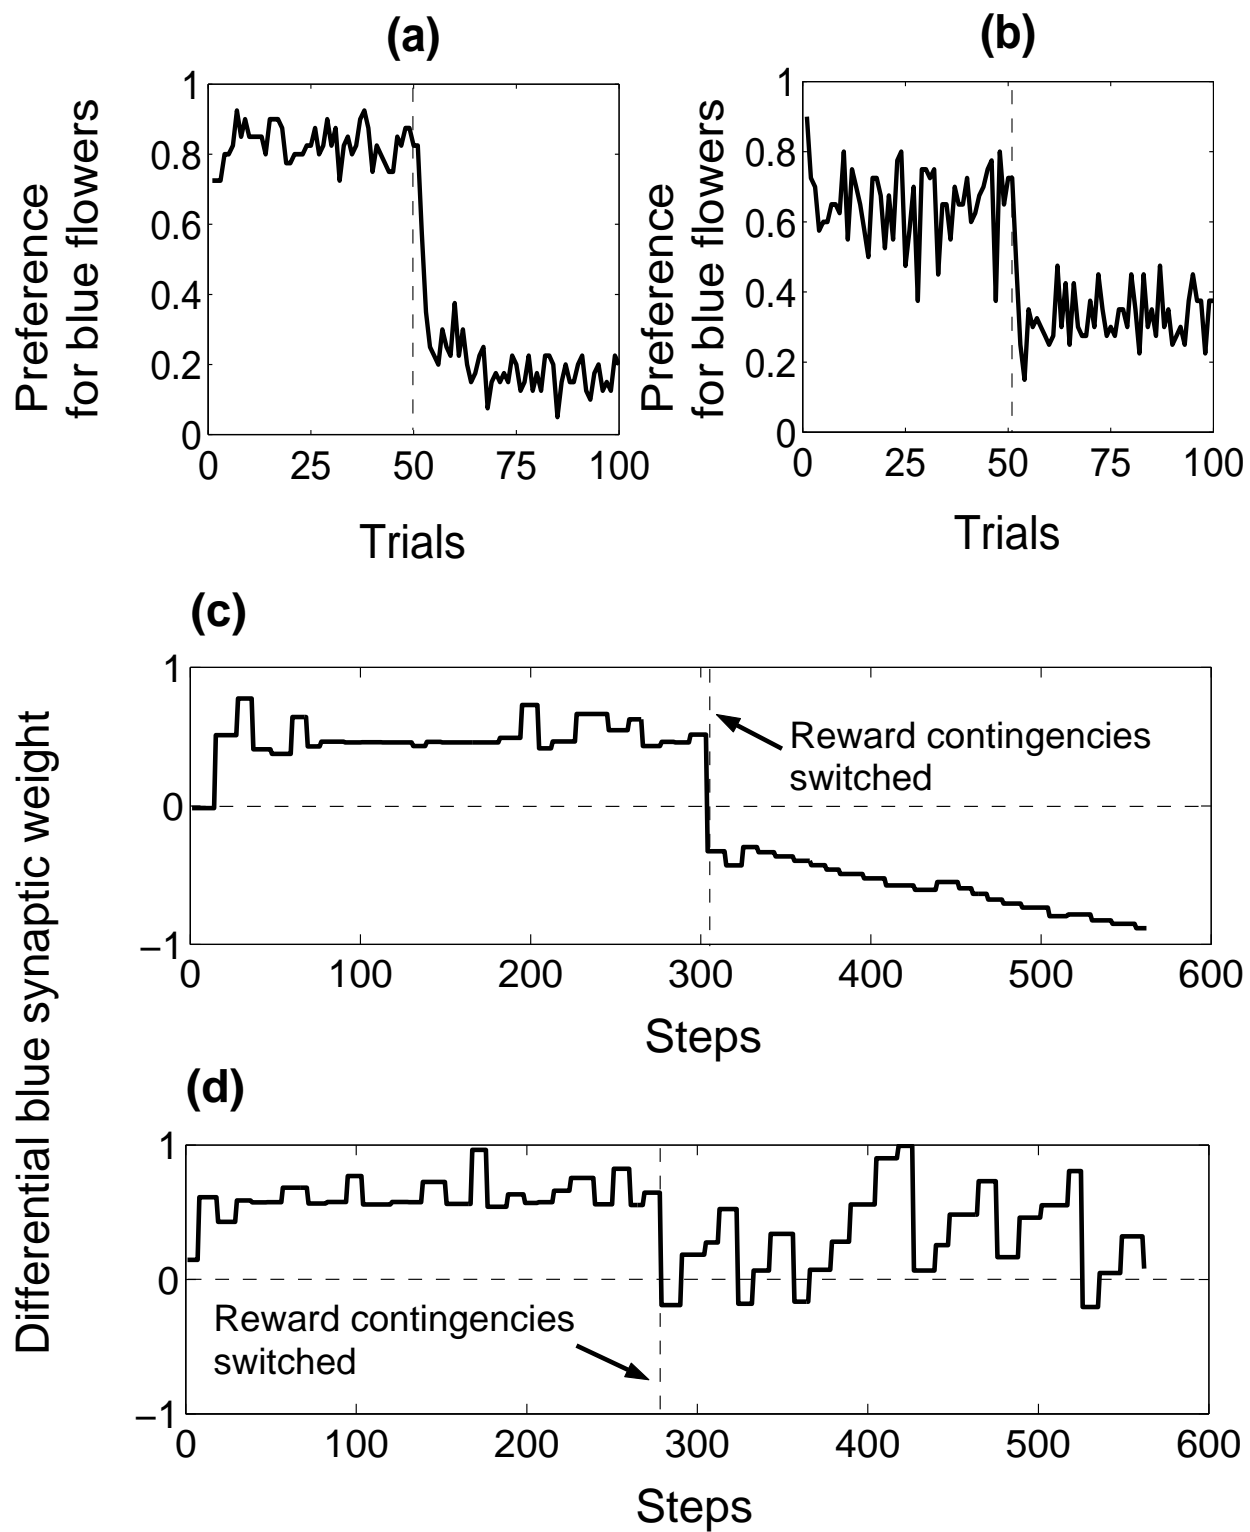 (a)
Preference
for blue flowers
1
0.8
0.6
0.4
0.2
0
0 25 50 75 100
Trials
(b)
Preference
for blue flowers
1
0.8
0.6
0.4
0.2
0
0 25 50 75 100
Trials
Differential blue synaptic weight
(c)
1
0
−1
Reward contingencies
switched
0 100 200 300 400 500 600
Steps
(d)
1
0
−1
Reward contingencies
switched
0 100 200 300 400 500 600
Steps